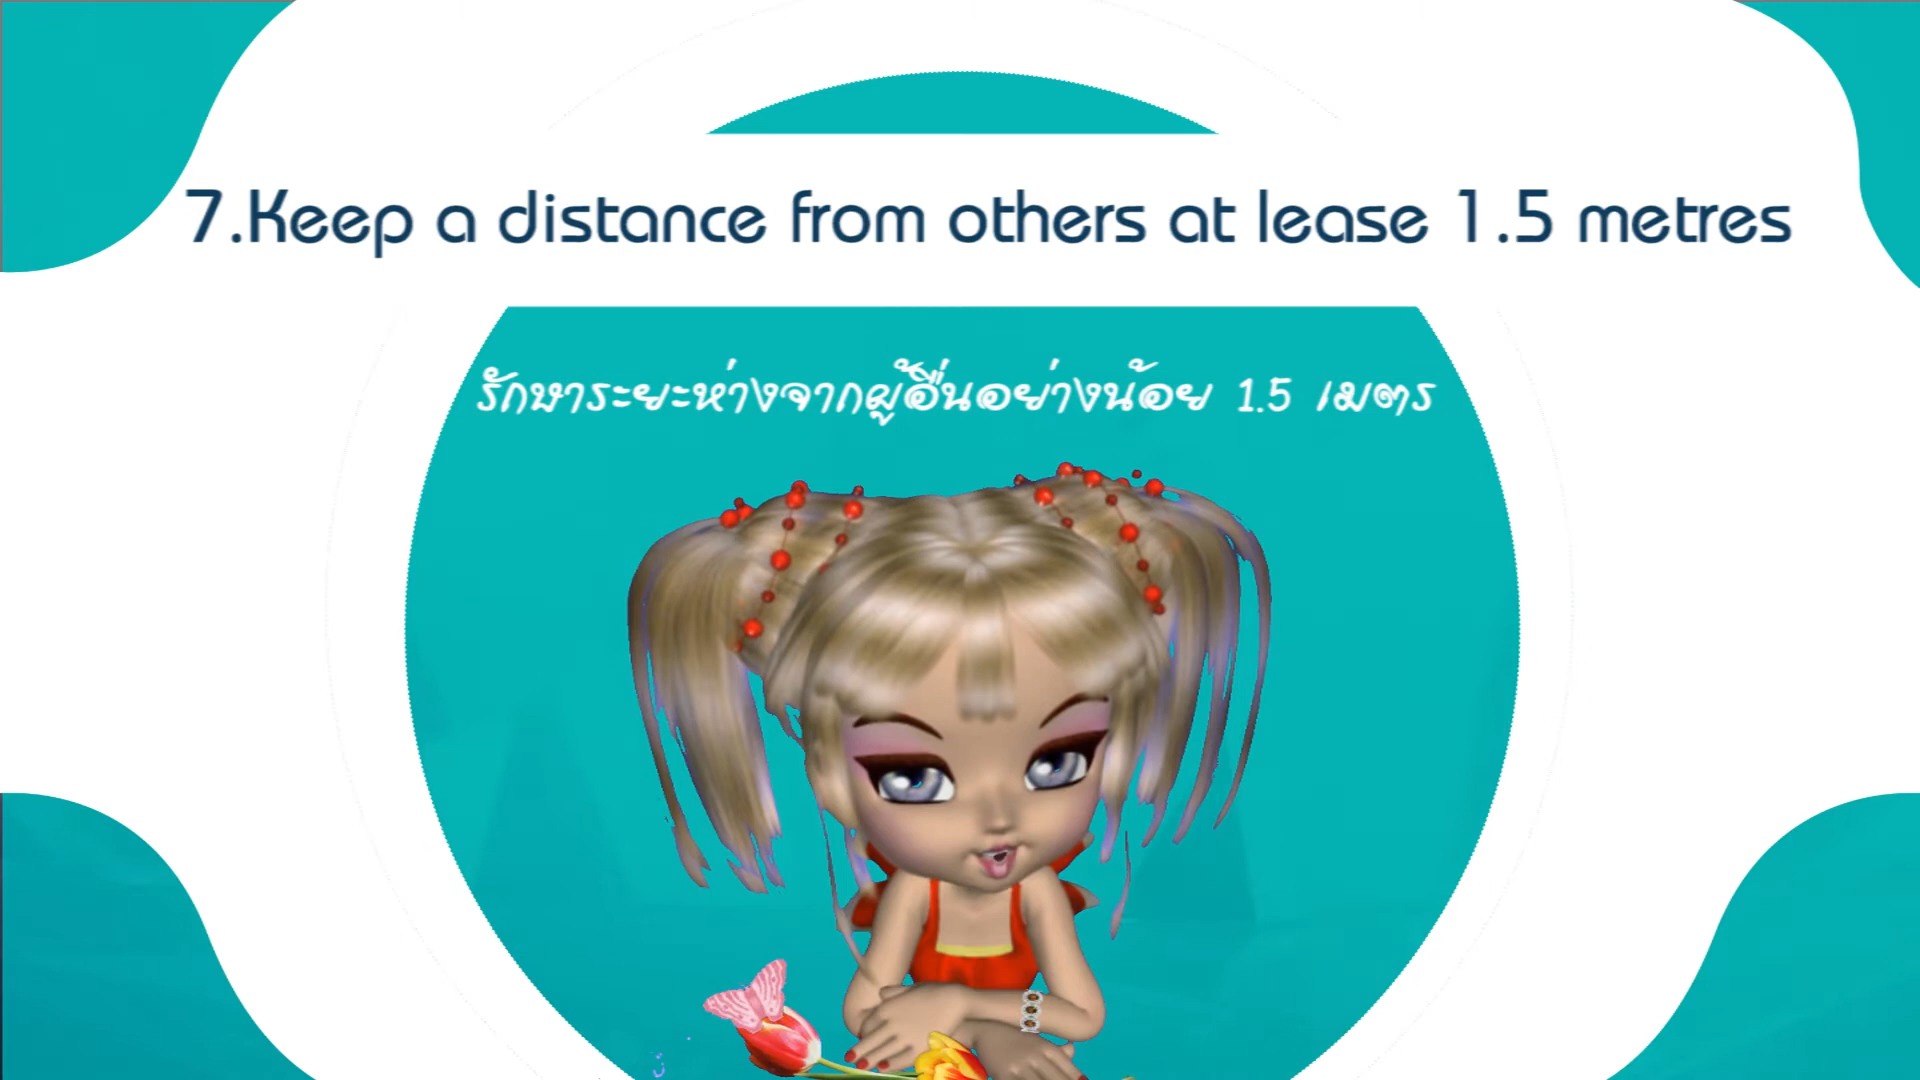 7.Keep a distance from others at lease 1.5 metres
รักษาระยะห่างจากผู้อื่นอย่างน้อย 1.5 เมตร